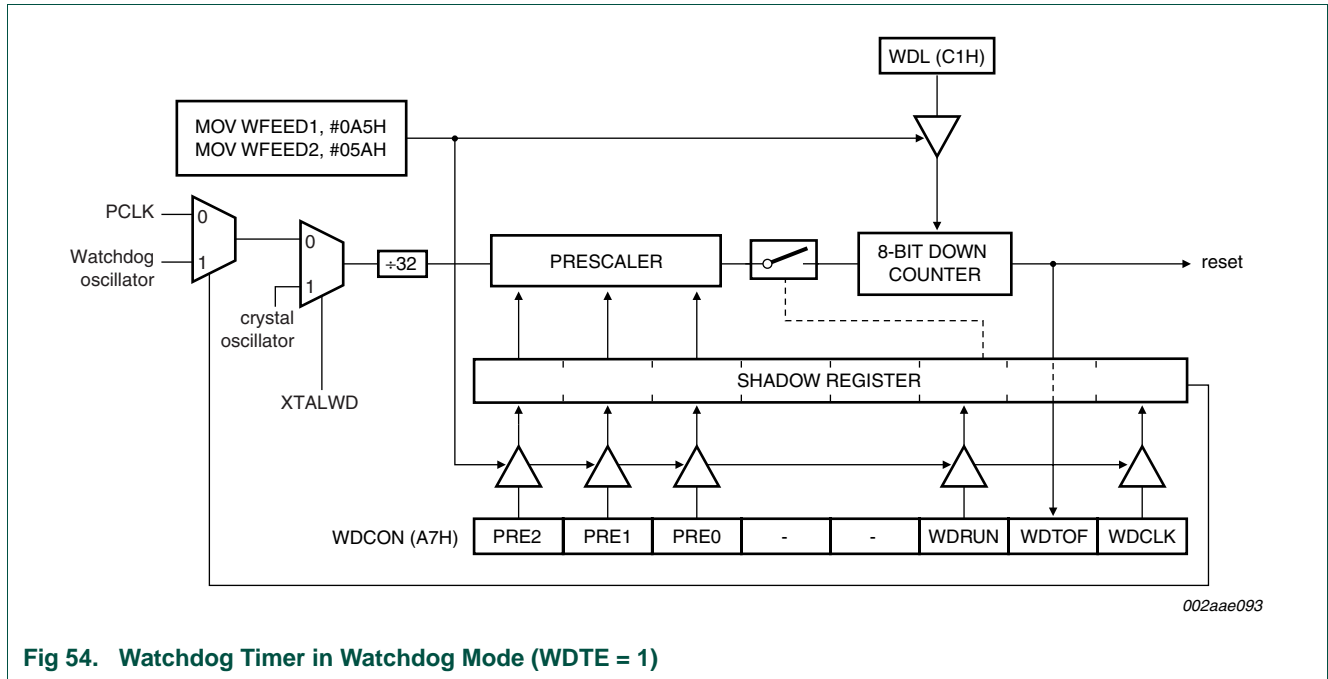 WDL (C1H)
MOV WFEED1, #0A5H
MOV WFEED2, #05AH
PCLK
0
Watchdog
oscillator
1
0
1
crystal
oscillator
XTALWD
÷32
PRESCALER
8-BIT DOWN
COUNTER
reset
SHADOW REGISTER
WDCON (A7H)
PRE2
PRE1
PRE0
-
-
WDRUN
WDTOF
WDCLK
002aae093
Fig 54. Watchdog Timer in Watchdog Mode (WDTE = 1)